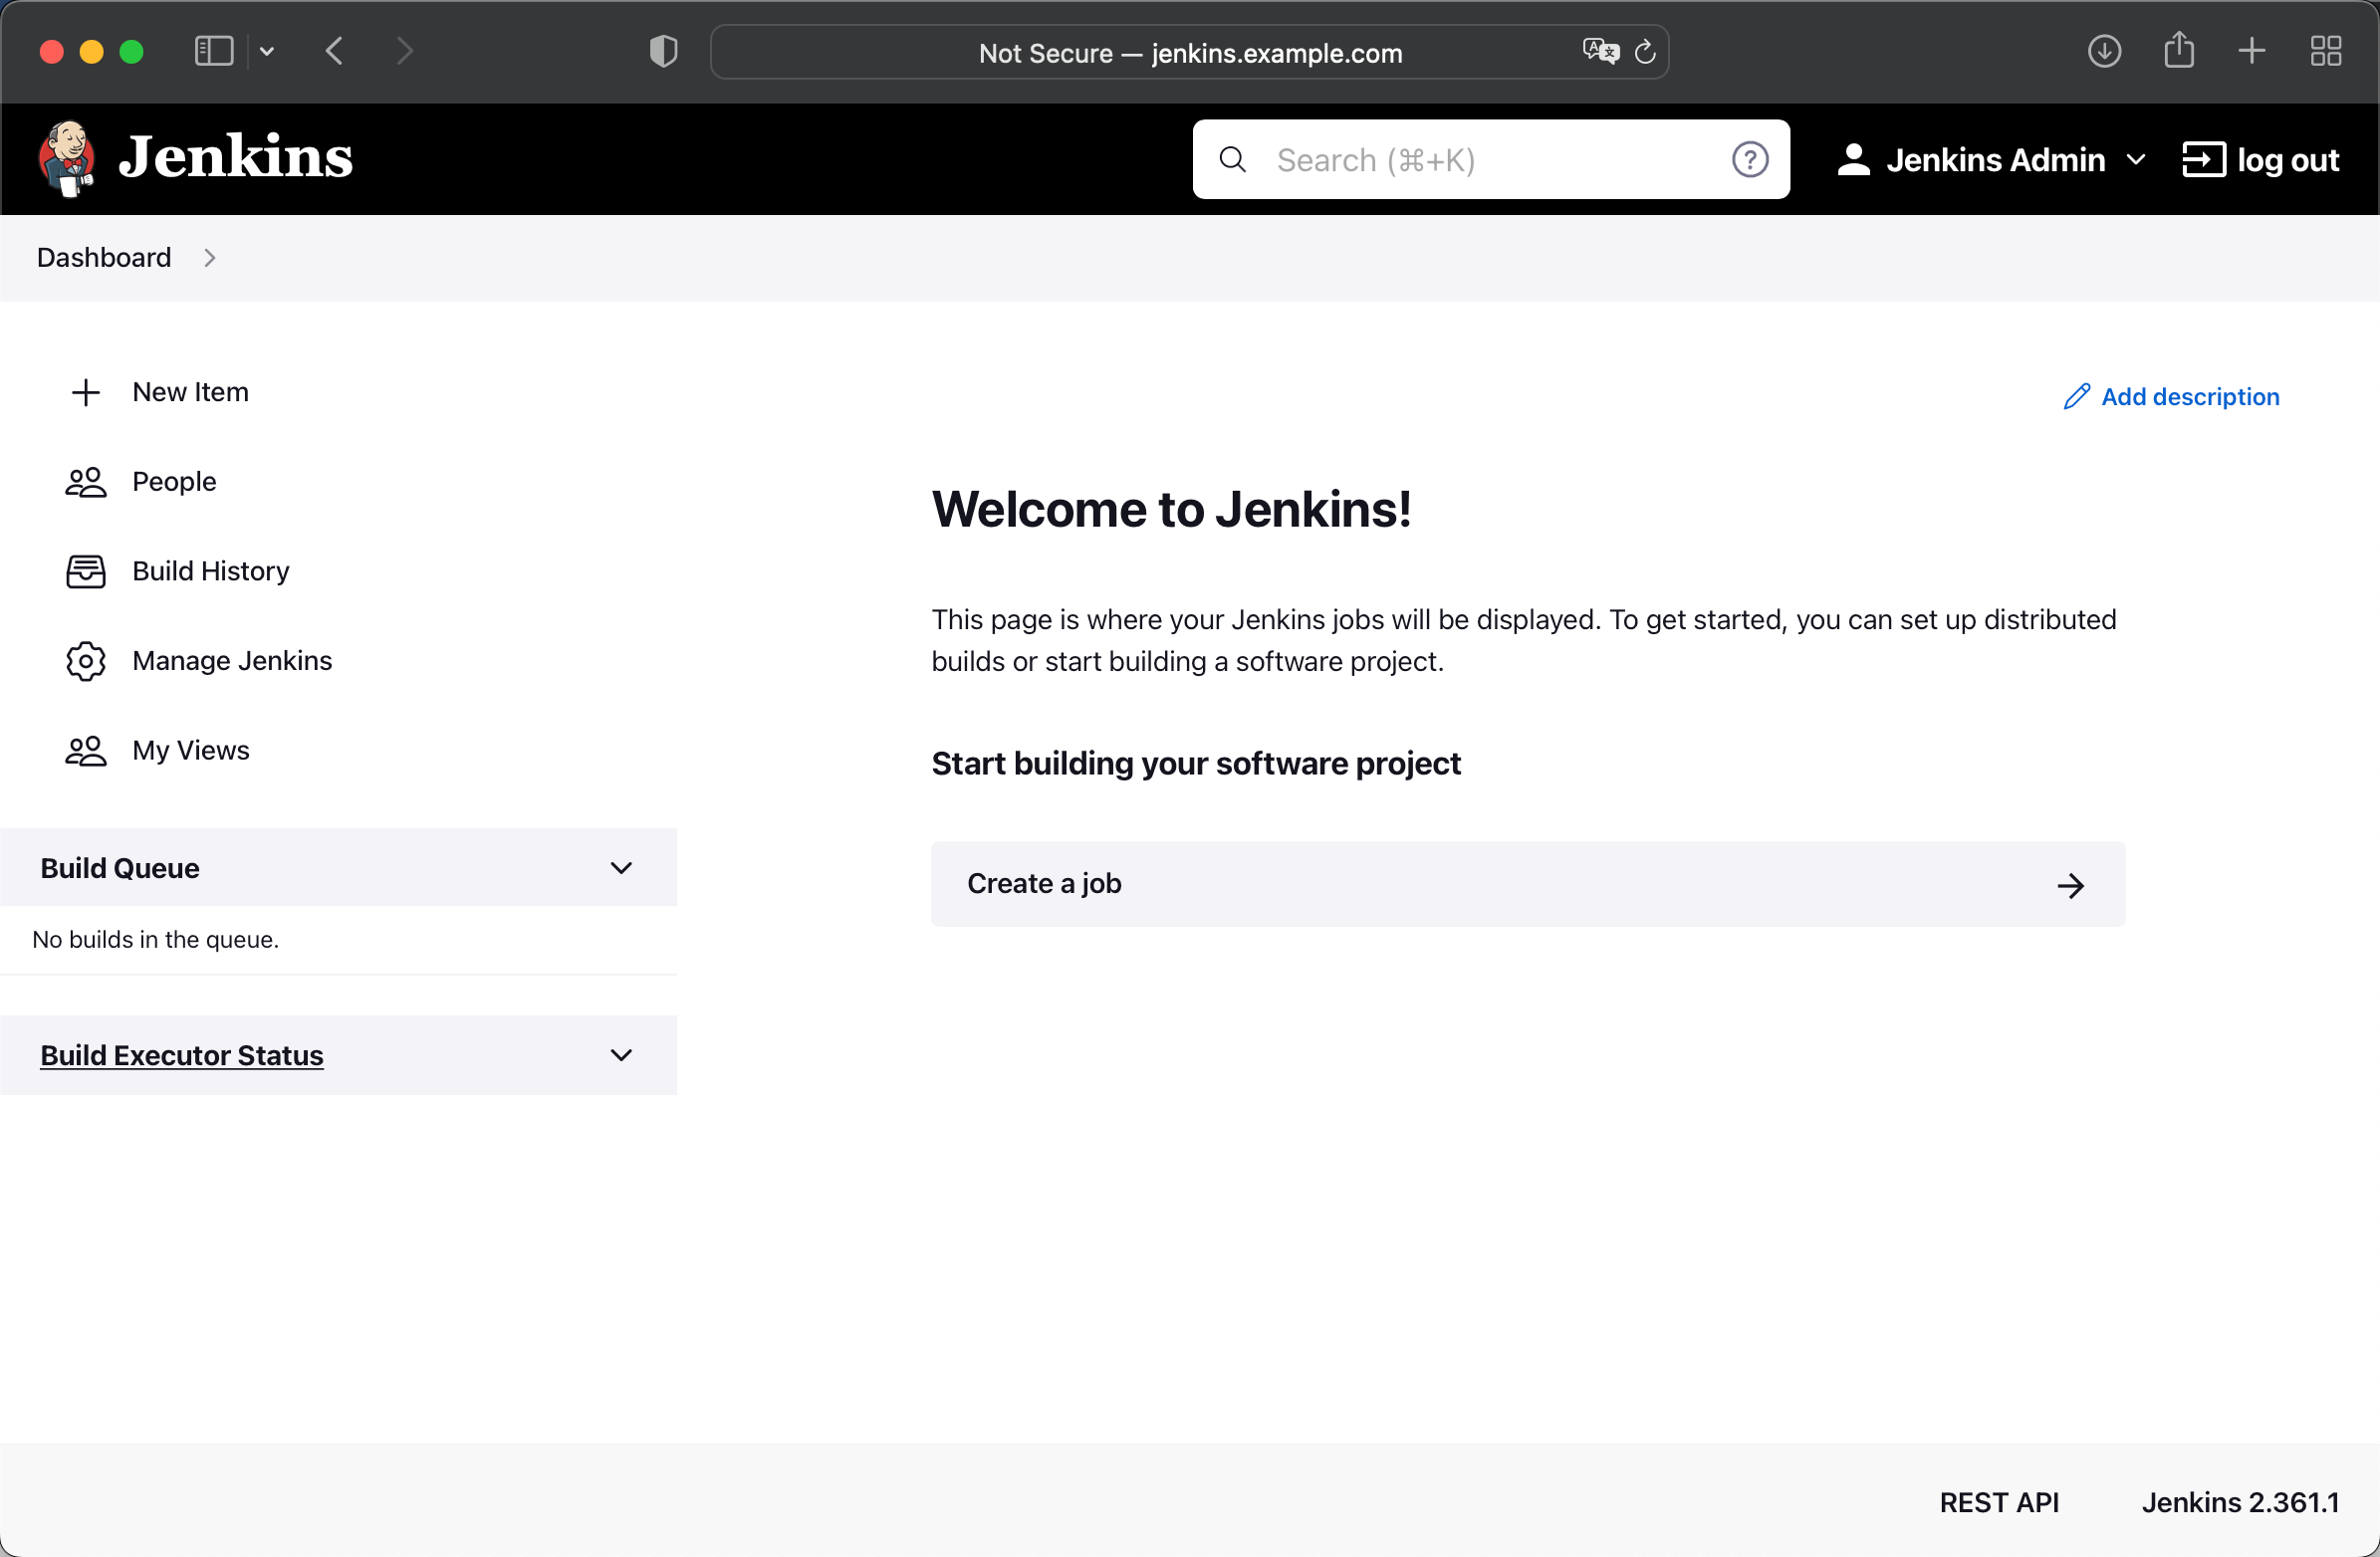 Not Secure — jenkins.example.com
Jenkins
Search (⌘+K)
Jenkins Admin
log out
Dashboard
New Item
Add description
People
Build History
Manage Jenkins
My Views
Welcome to Jenkins!
This page is where your Jenkins jobs will be displayed. To get started, you can set up distributed
builds or start building a software project.
Start building your software project
Create a job
Build Queue
No builds in the queue.
Build Executor Status
REST API
Jenkins 2.361.1